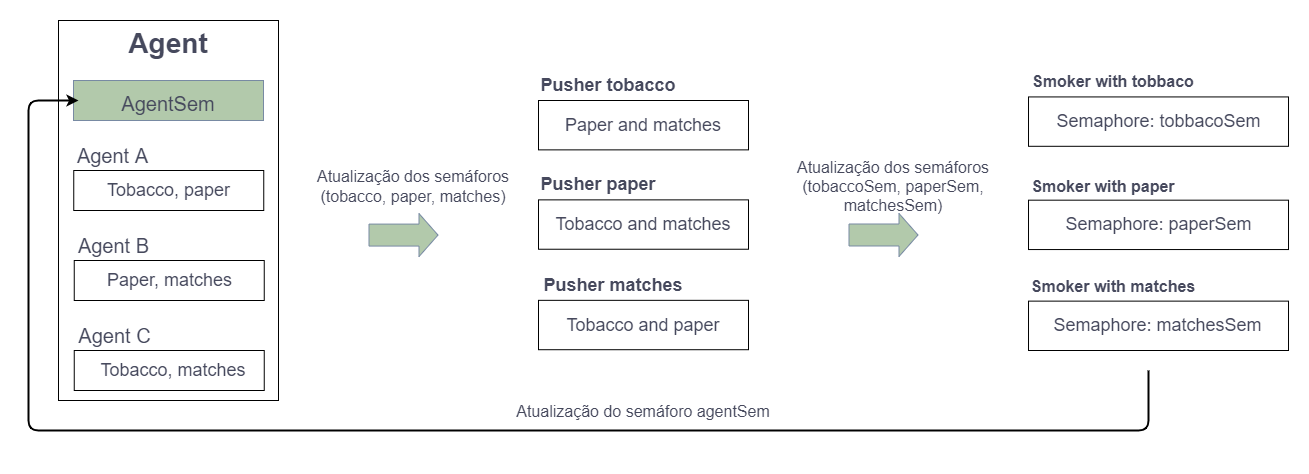 Agent
AgentSem
Agent A
Tobacco, paper
Agent B
Paper, matches
Agent C
Tobacco, matches
Atualização dos semáforos
(tobacco, paper, matches)
Pusher tobacco
Paper and matches
Pusher paper
Tobacco and matches
Pusher matches
Tobacco and paper
Atualização dos semáforos
(tobaccoSem, paperSem,
matchesSem)
Smoker with tobbaco
Semaphore: tobbacoSem
Smoker with paper
Semaphore: paperSem
Smoker with matches
Semaphore: matchesSem
Atualização do semáforo agentSem